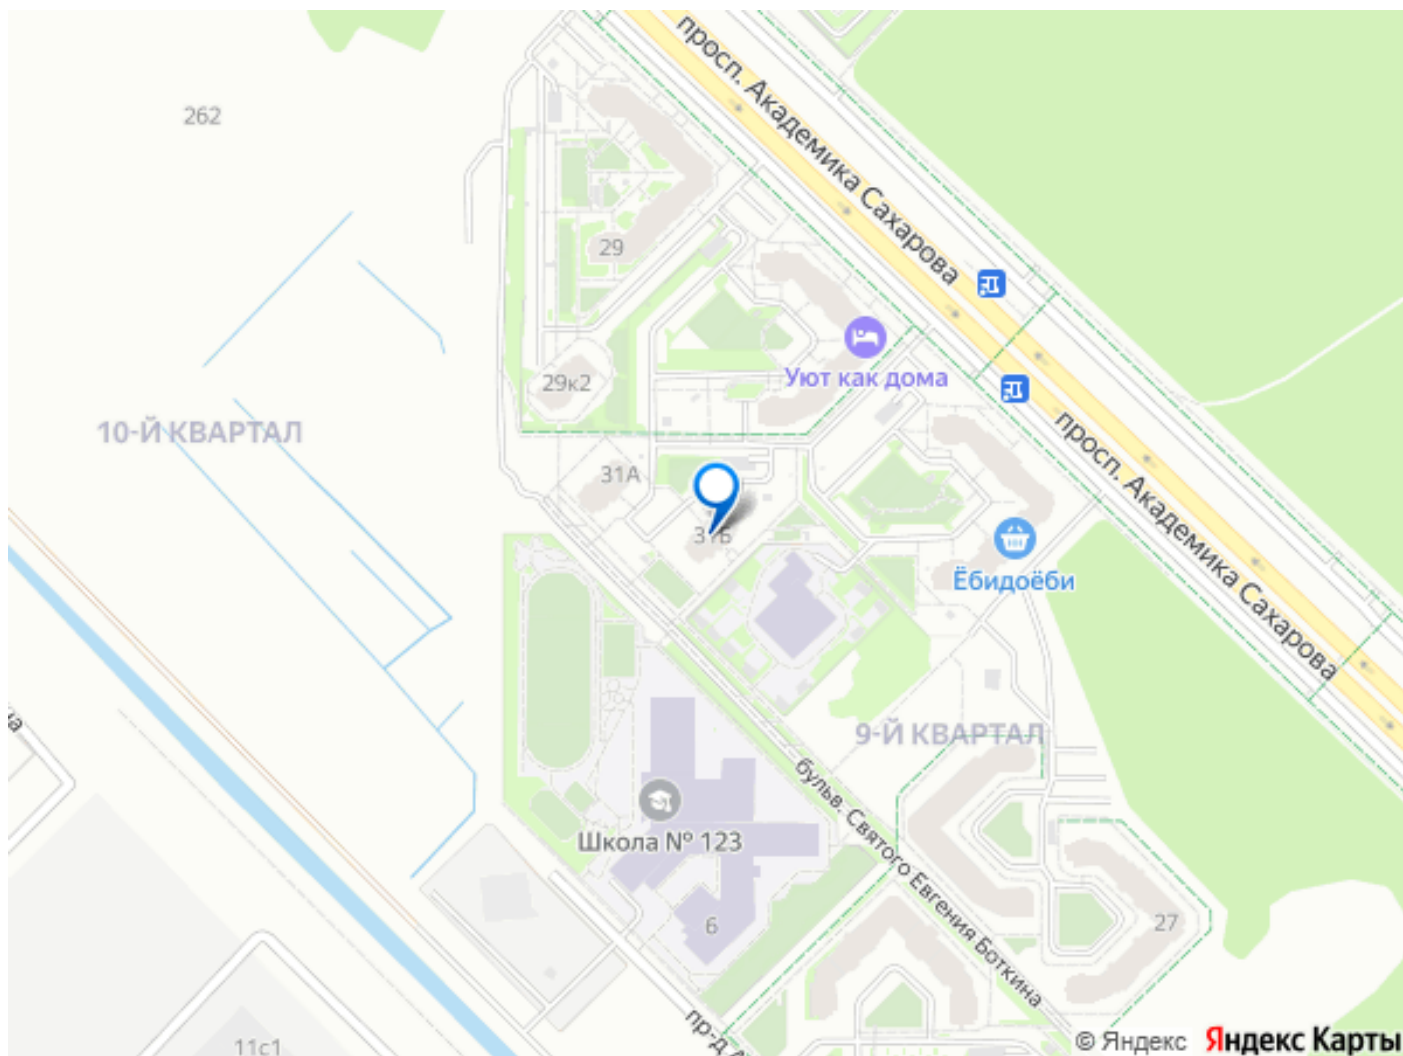 просп. Академика Сахарова
262
29
Уют как дома
29к2
10-Й КВАРТАЛ
просп. Академика Сахарова
31А
31Б
Ёбидоёби
9-Й КВАРТАЛ
бульв. Святого Евгения Боткина
Школа № 123
6
27
пр-д
11с1
© Яндекс
Яндекс Карты